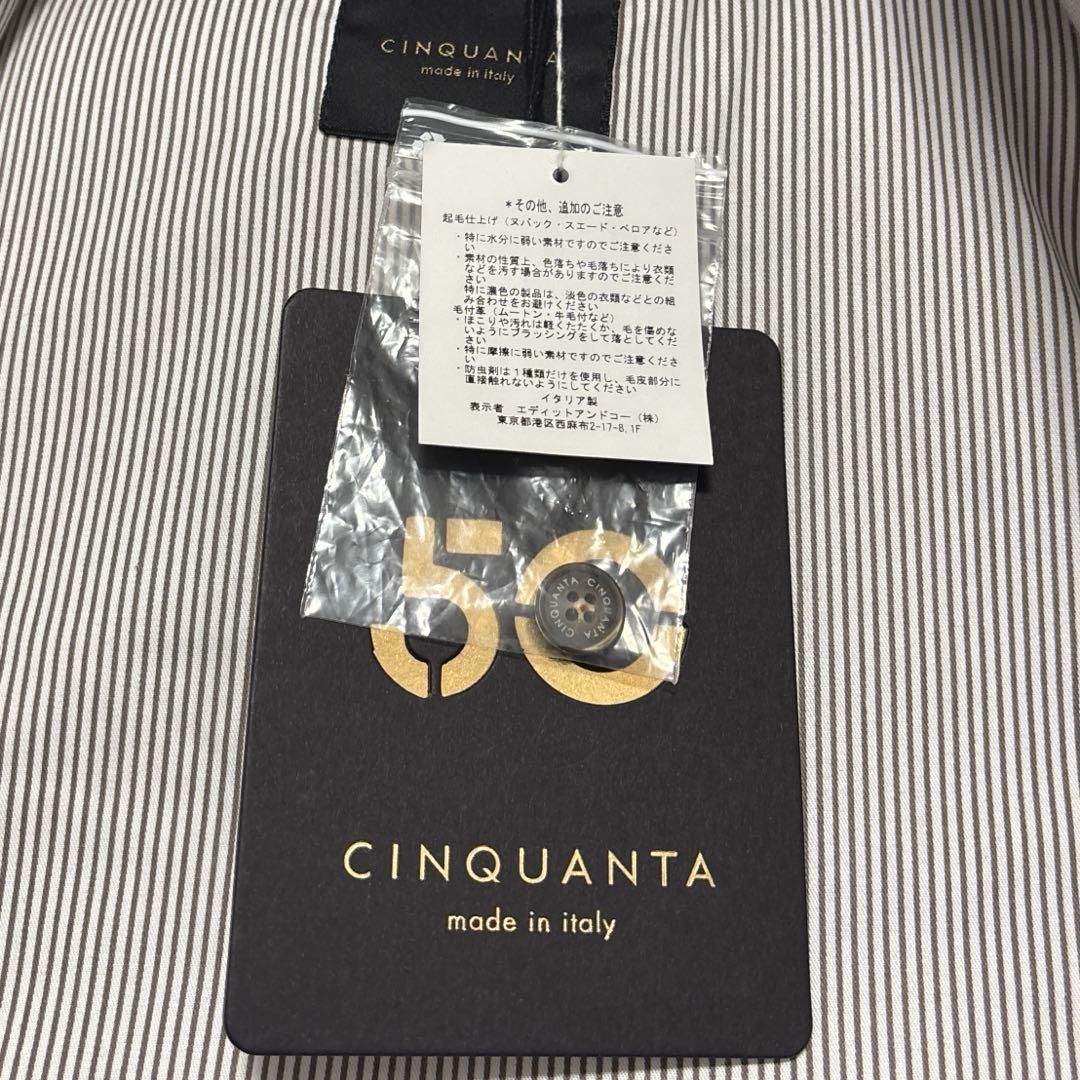 CINQUANTA
made in italy
*その他、追加のご注意
起毛仕上げ（ヌバック・スエード・ベロアなど）
・特に水分に弱い素材ですのでご注意くださ
い
・素材の性質上、色落ちや毛落ちにより衣類
などを汚す場合がありますのでご注意くだ
さい
特に濃色の製品は、淡色の衣類などとの組
み合わせをお避けください
毛付革（ムートン・牛毛付など）
・ほこりや汚れは軽くたたくか、毛を傷めな
いようにブラッシングをして落としてくだ
さい
・特に摩擦に弱い素材ですのでご注意くださ
い
・防虫剤は１種類だけを使用し、毛皮部分に
直接触れないようにしてください
イタリア製
表示者 エディットアンドコー（株）
東京都港区西麻布2-17-8,1F
50
CINQUANTA CINQUANTA
CINQUANTA
made in italy